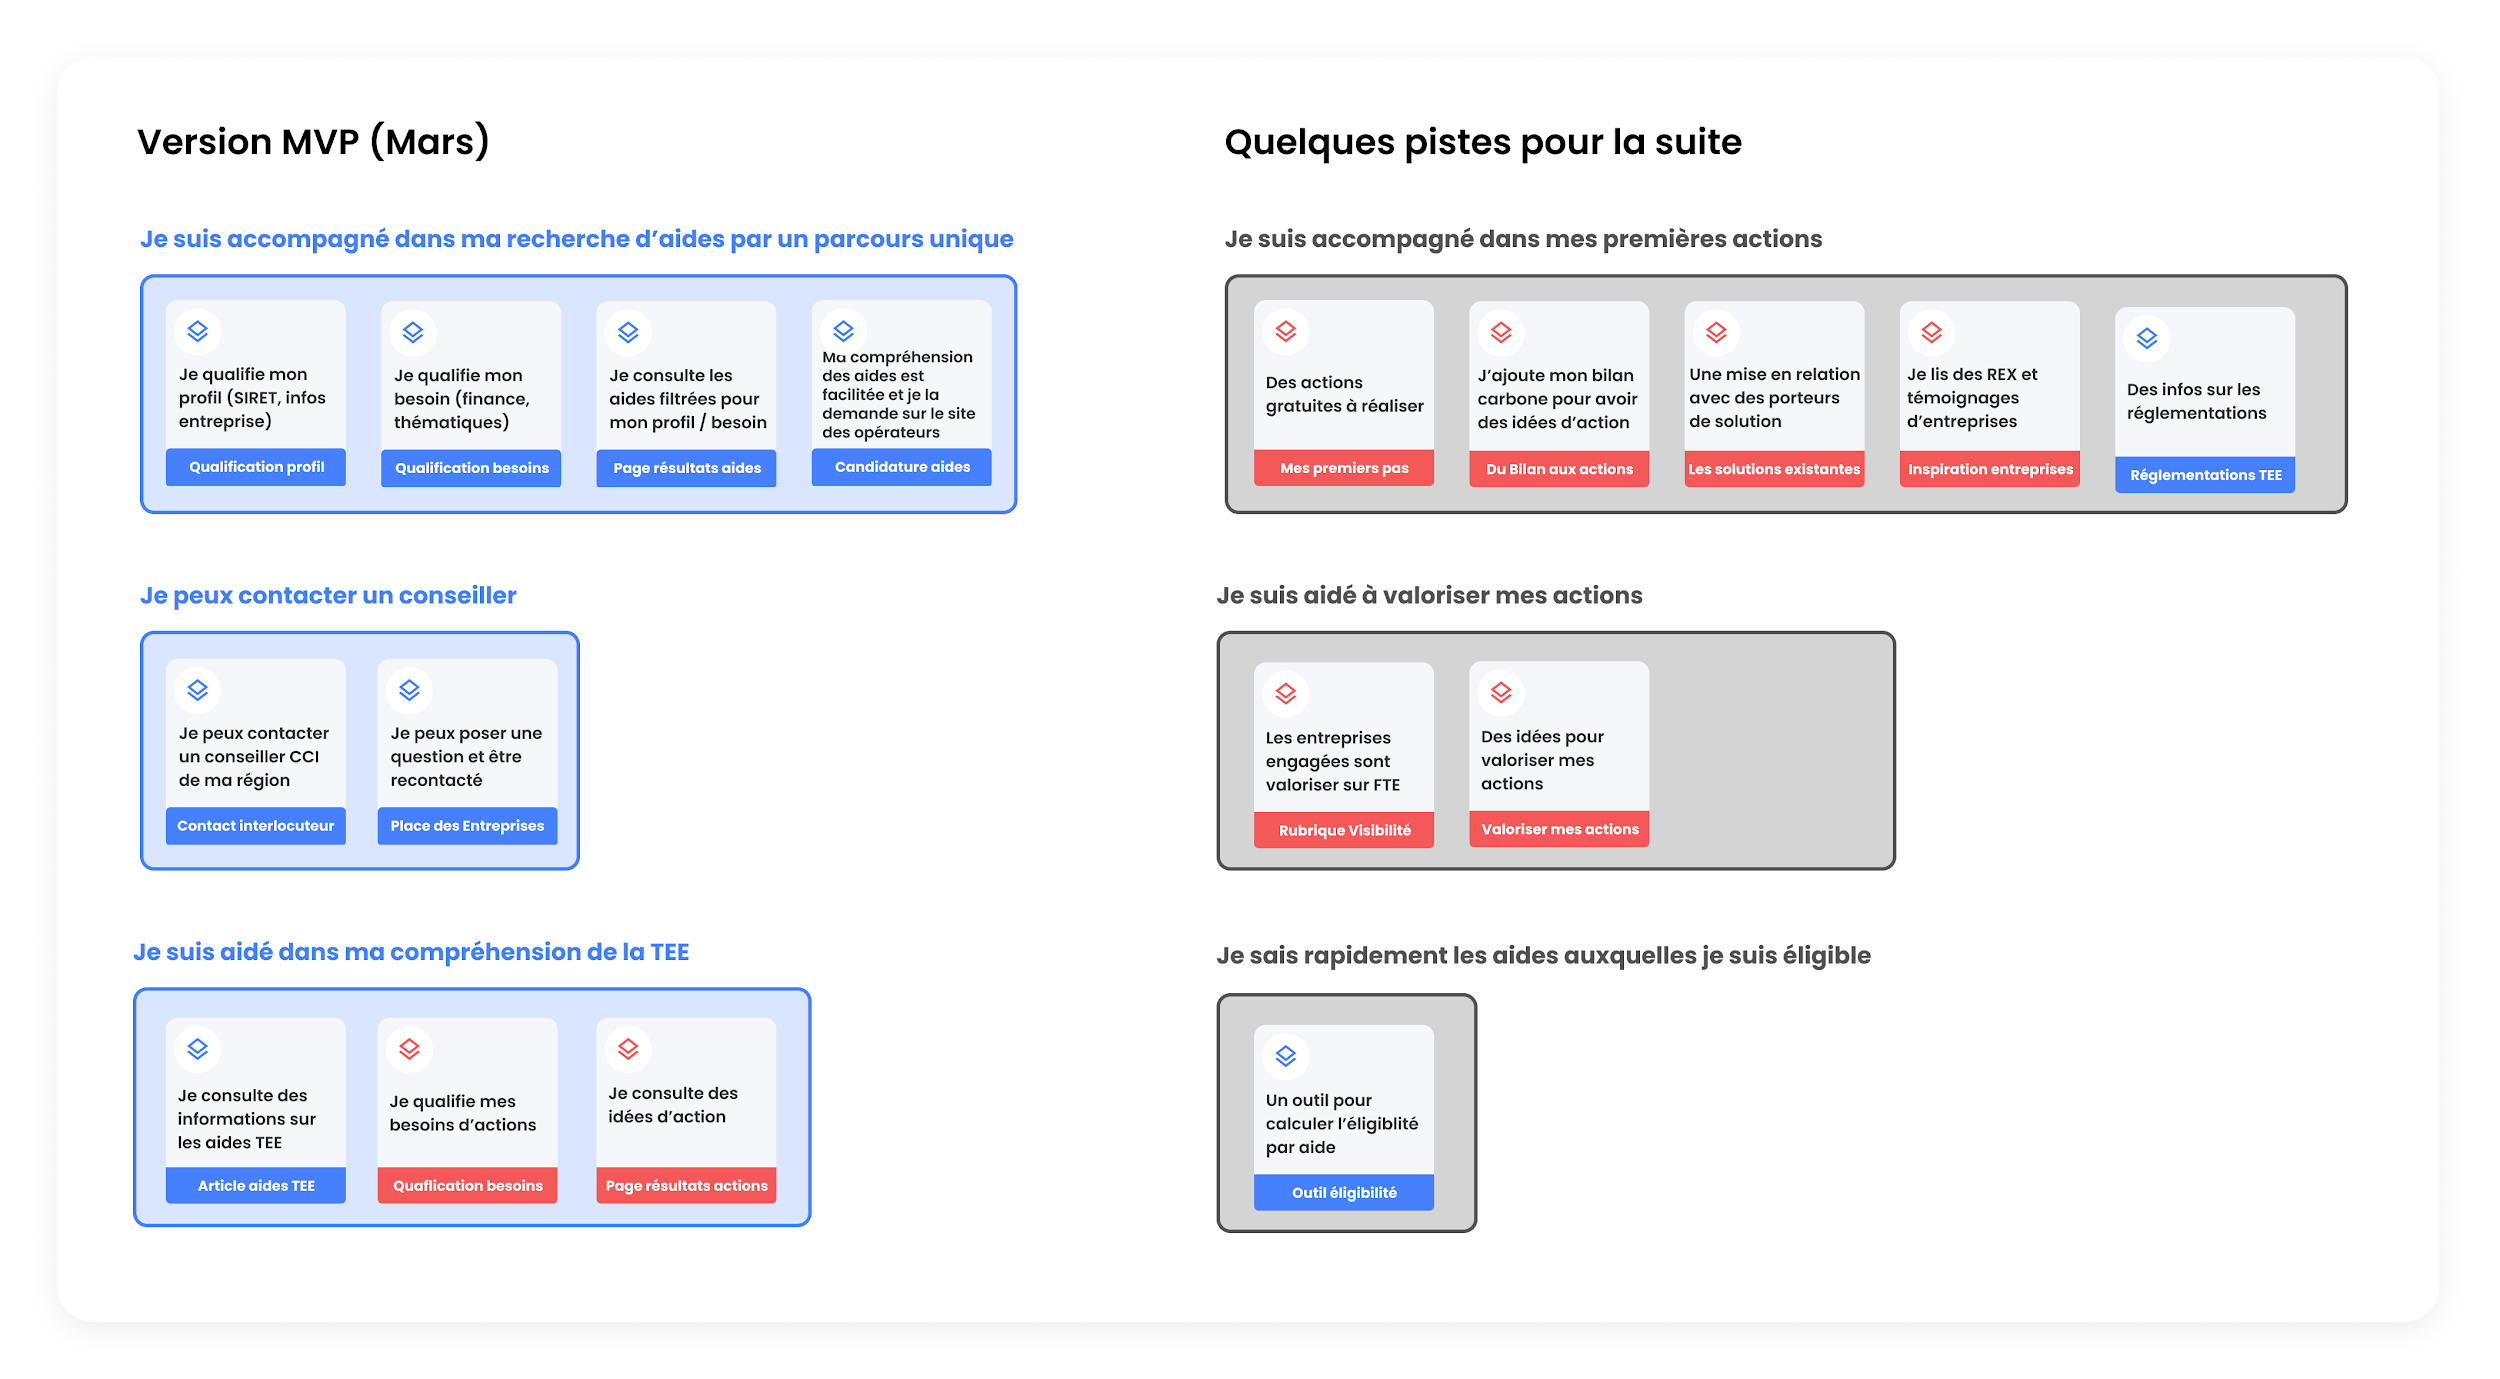 Version MVP (Mars)
Je suis accompagné dans ma recherche d’aides par un parcours unique
Je qualifie mon
profil (SIRET, infos
entreprise)
Qualification profil
Je qualifie mon
besoin (finance,
thématiques)
Qualification besoins
Je consulte les
aides filtrées pour
mon profil / besoin
Page résultats aides
Ma compréhension
des aides est
facilitée et je la
demande sur le site
des opérateurs
Candidature aides
Je peux contacter un conseiller
Je peux contacter
un conseiller CCI
de ma région
Contact interlocuteur
Je peux poser une
question et être
recontacté
Place des Entreprises
Je suis aidé dans ma compréhension de la TEE
Je consulte des
informations sur
les aides TEE
Article aides TEE
Je qualifie mes
besoins d’actions
Quaflication besoins
Je consulte des
idées d’action
Page résultats actions
Quelques pistes pour la suite
Je suis accompagné dans mes premières actions
Des actions
gratuites à réaliser
Mes premiers pas
J’ajoute mon bilan
carbone pour avoir
des idées d’action
Du Bilan aux actions
Une mise en relation
avec des porteurs
de solution
Les solutions existantes
Je lis des REX et
témoignages
d’entreprises
Inspiration entreprises
Des infos sur les
réglementations
Réglementations TEE
Je suis aidé à valoriser mes actions
Les entreprises
engagées sont
valoriser sur FTE
Rubrique Visibilité
Des idées pour
valoriser mes
actions
Valoriser mes actions
Je sais rapidement les aides auxquelles je suis éligible
Un outil pour
calculer l’éligiblité
par aide
Outil éligibilité